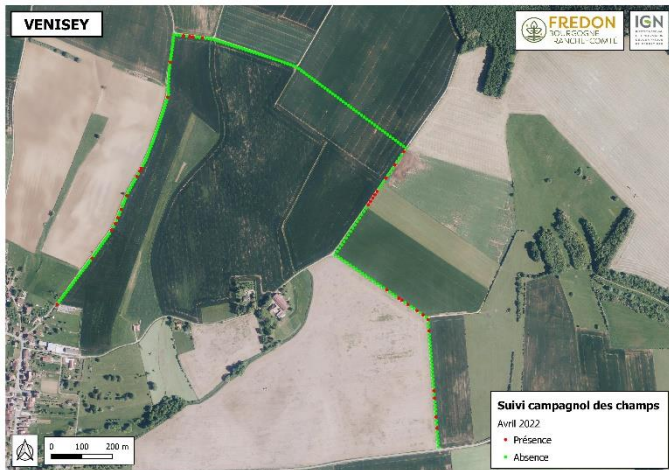 VENISEY
FREDON
BOURGOGNE
FRANCHE-COMTÉ
IGN
Suivi campagnol des champs
Avril 2022
Présence
Absence
0 100 200 m